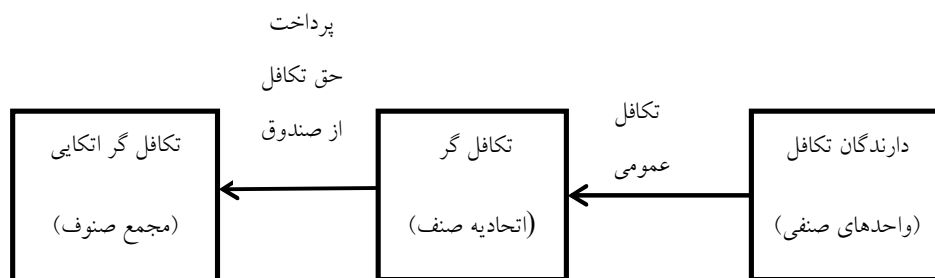 دارندگان تکافل
(واحدهای صنفی)
تکافل
عمومی
تکافل گر
(اتحادیه صنف)
پرداخت
حق تکافل
از صندوق
تکافل گر اتکایی
(مجمع صنوف)